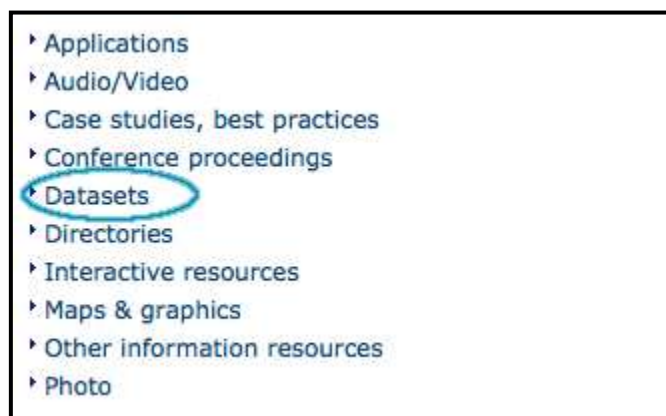 Applications
Audio/Video
Case studies, best practices
Conference proceedings
Datasets
Directories
Interactive resources
Maps & graphics
Other information resources
Photo